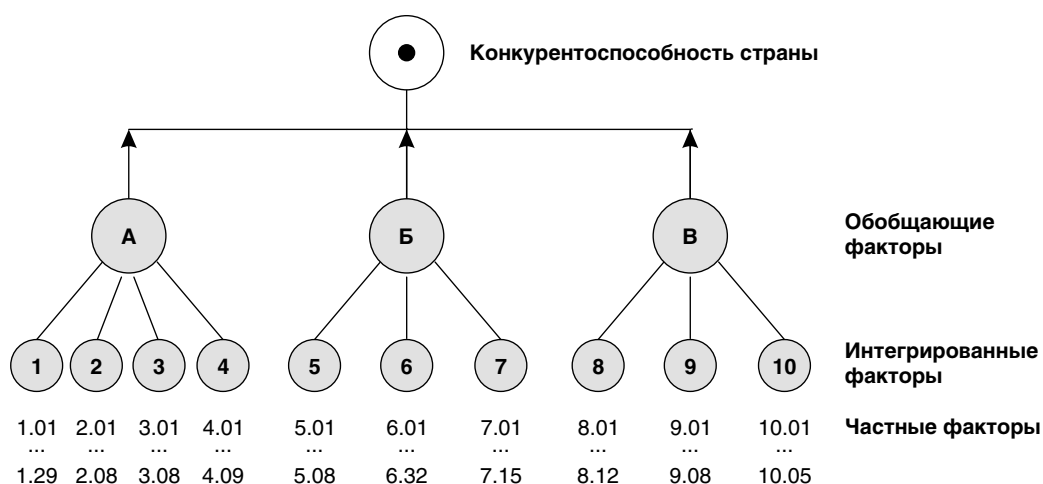 Конкурентоспособность страны
А Б В
Обобщающие
факторы
1 2 3 4 5 6 7 8 9 10
Интегрированные
факторы
1.01 2.01 3.01 4.01 5.01 6.01 7.01 8.01 9.01 10.01
Частные факторы
... ... ... ... ... ... ... ... ... ...
1.29 2.08 3.08 4.09 5.08 6.32 7.15 8.12 9.08 10.05